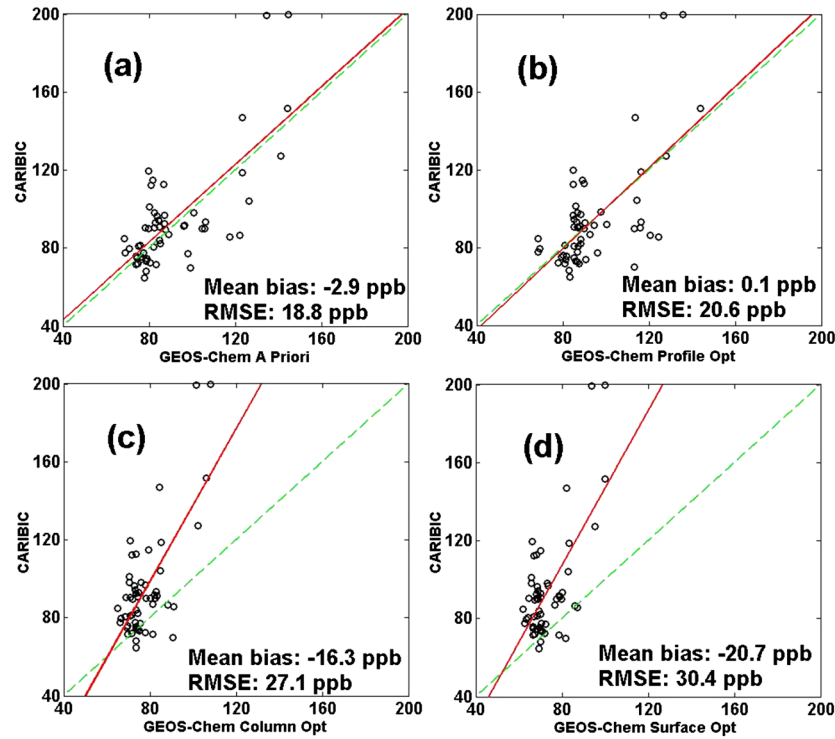 200
160
120
80
40
CARIBIC
(a)
Mean bias: -2.9 ppb
RMSE: 18.8 ppb
40
80
120
160
200
GEOS-Chem A Priori
200
160
120
80
40
CARIBIC
(b)
Mean bias: 0.1 ppb
RMSE: 20.6 ppb
40
80
120
160
200
GEOS-Chem Profile Opt
200
160
120
80
40
CARIBIC
(c)
Mean bias: -16.3 ppb
RMSE: 27.1 ppb
40
80
120
160
200
GEOS-Chem Column Opt
200
160
120
80
40
CARIBIC
(d)
Mean bias: -20.7 ppb
RMSE: 30.4 ppb
40
80
120
160
200
GEOS-Chem Surface Opt